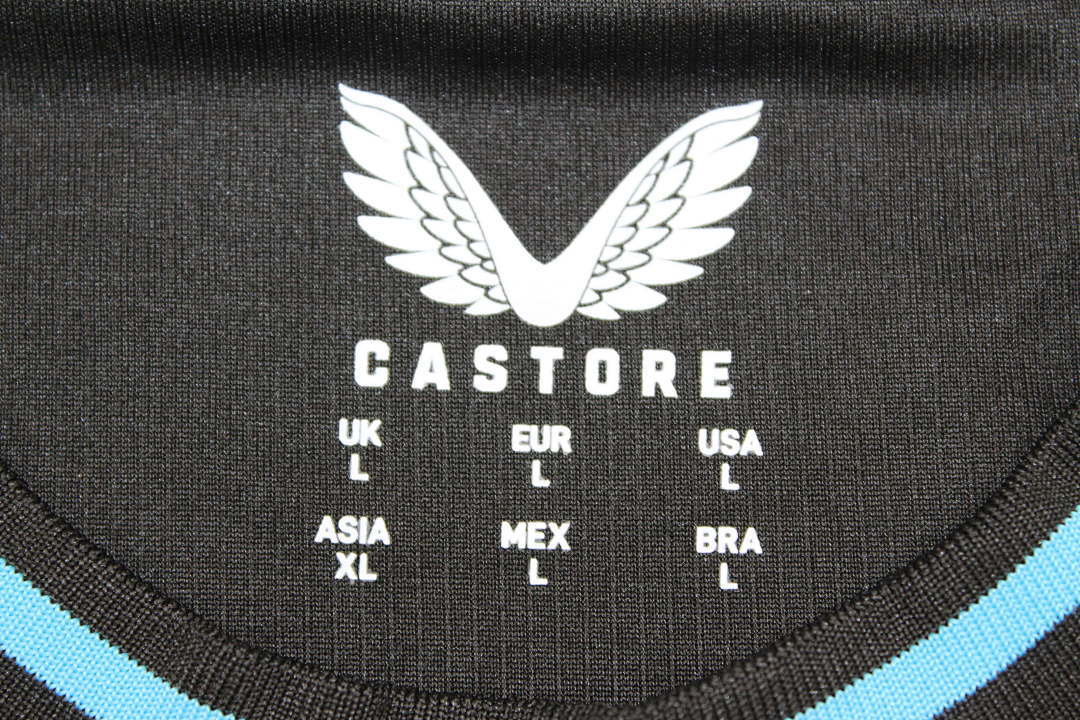 CASTORE
UK EUR USA
L L L
ASIA MEX BRA
XL L L